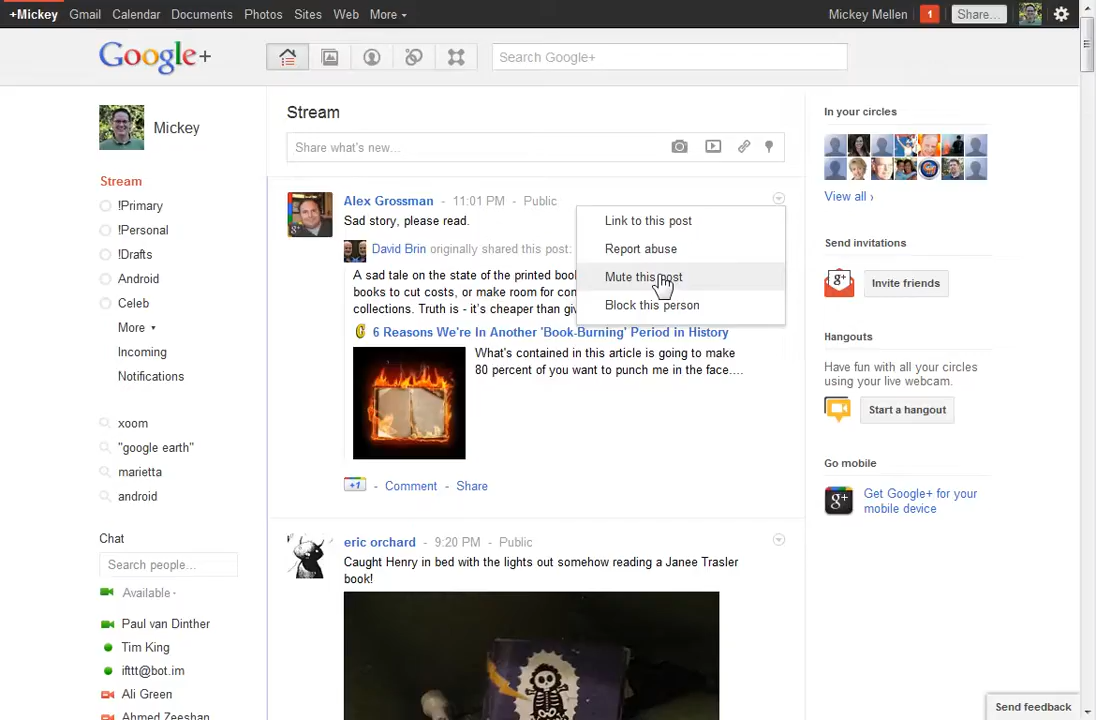 +Mickey Gmail Calendar Documents Photos Sites Web More
Mickey Mellen 1 Share...
Google+
Search Google+
Mickey
Stream
!Primary
!Personal
!Drafts
Android
Celeb
More
Incoming
Notifications
xoom
"google earth"
marietta
android
Chat
Search people...
Available
Paul van Dinther
Tim King
ifttt@bot.im
Ali Green
Ahmed Zeeshan
Stream
Share what's new...
Alex Grossman - 11:01 PM - Public
Sad story, please read.
David Brin originally shared this post:
A sad tale on the state of the printed
books to cut costs, or make room for
collections. Truth is - it's cheaper than
6 Reasons We're In Another 'Book-Burning' Period in History
What's contained in this article is going to make
80 percent of you want to punch me in the face....
+1 - Comment - Share
Link to this post
Report abuse
Mute this post
Block this person
eric orchard - 9:20 PM - Public
Caught Henry in bed with the lights out somehow reading a Janee Trasler
book!
In your circles
View all ›
Send invitations
g+ Invite friends
Hangouts
Have fun with all your circles
using your live webcam.
Start a hangout
Go mobile
g+ Get Google+ for your
mobile device
Send feedback